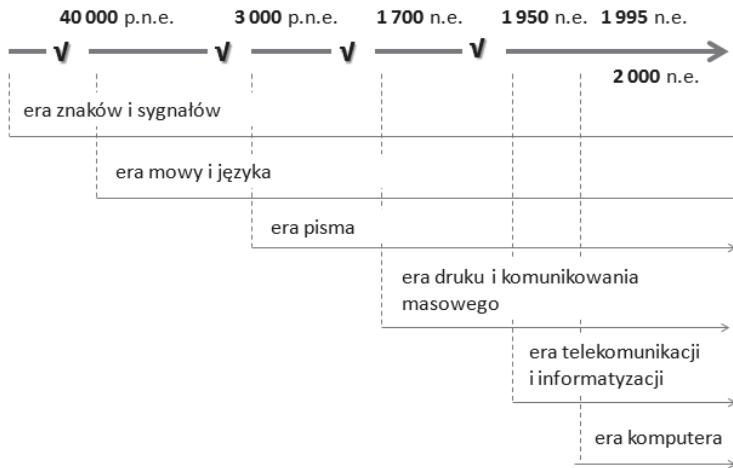 40 000 p.n.e. 3 000 p.n.e. 1 700 n.e. 1 950 n.e. 1 995 n.e.
√ √ √ √
2 000 n.e.
era znaków i sygnałów
era mowy i języka
era pisma
era druku i komunikowania
masowego
era telekomunikacji
i informatyzacji
era komputera